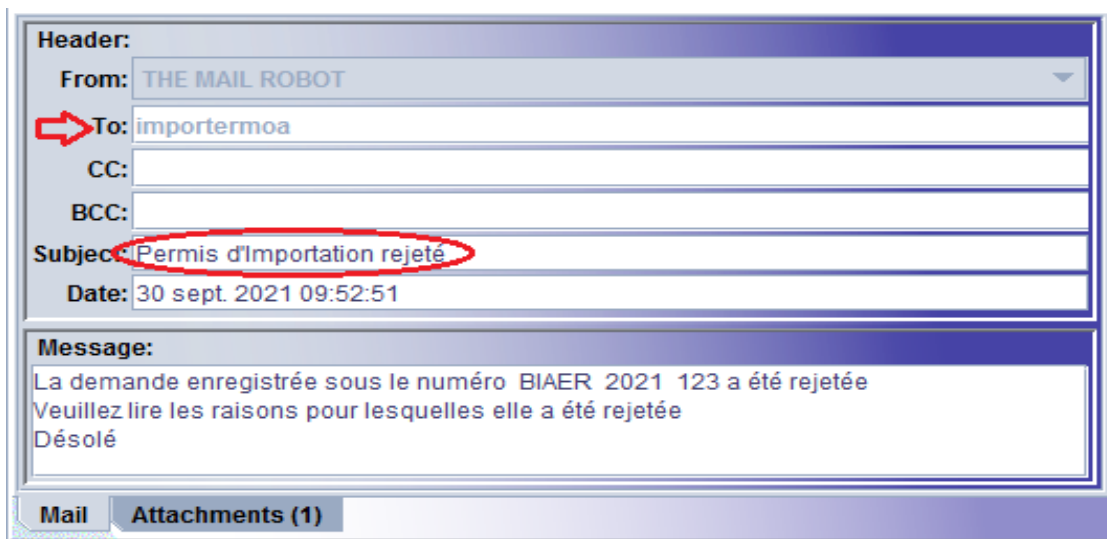 Header:
From: THE MAIL ROBOT
To: importermoa
CC:
BCC:
Subject: Permis d'Importation rejeté
Date: 30 sept. 2021 09:52:51
Message:
La demande enregistrée sous le numéro BIAER 2021 123 a été rejetée
Veuillez lire les raisons pour lesquelles elle a été rejetée
Désolé
Mail Attachments (1)